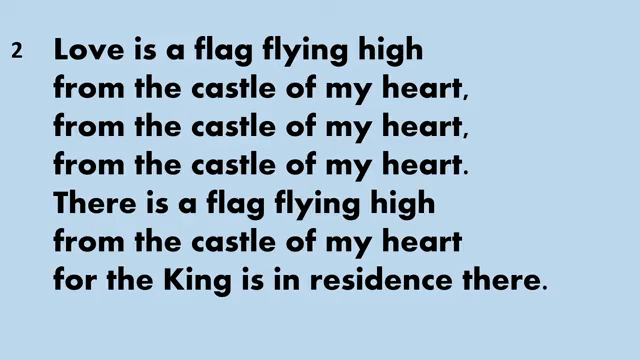 2 Love is a flag flying high
from the castle of my heart,
from the castle of my heart,
from the castle of my heart.
There is a flag flying high
from the castle of my heart
for the King is in residence there.